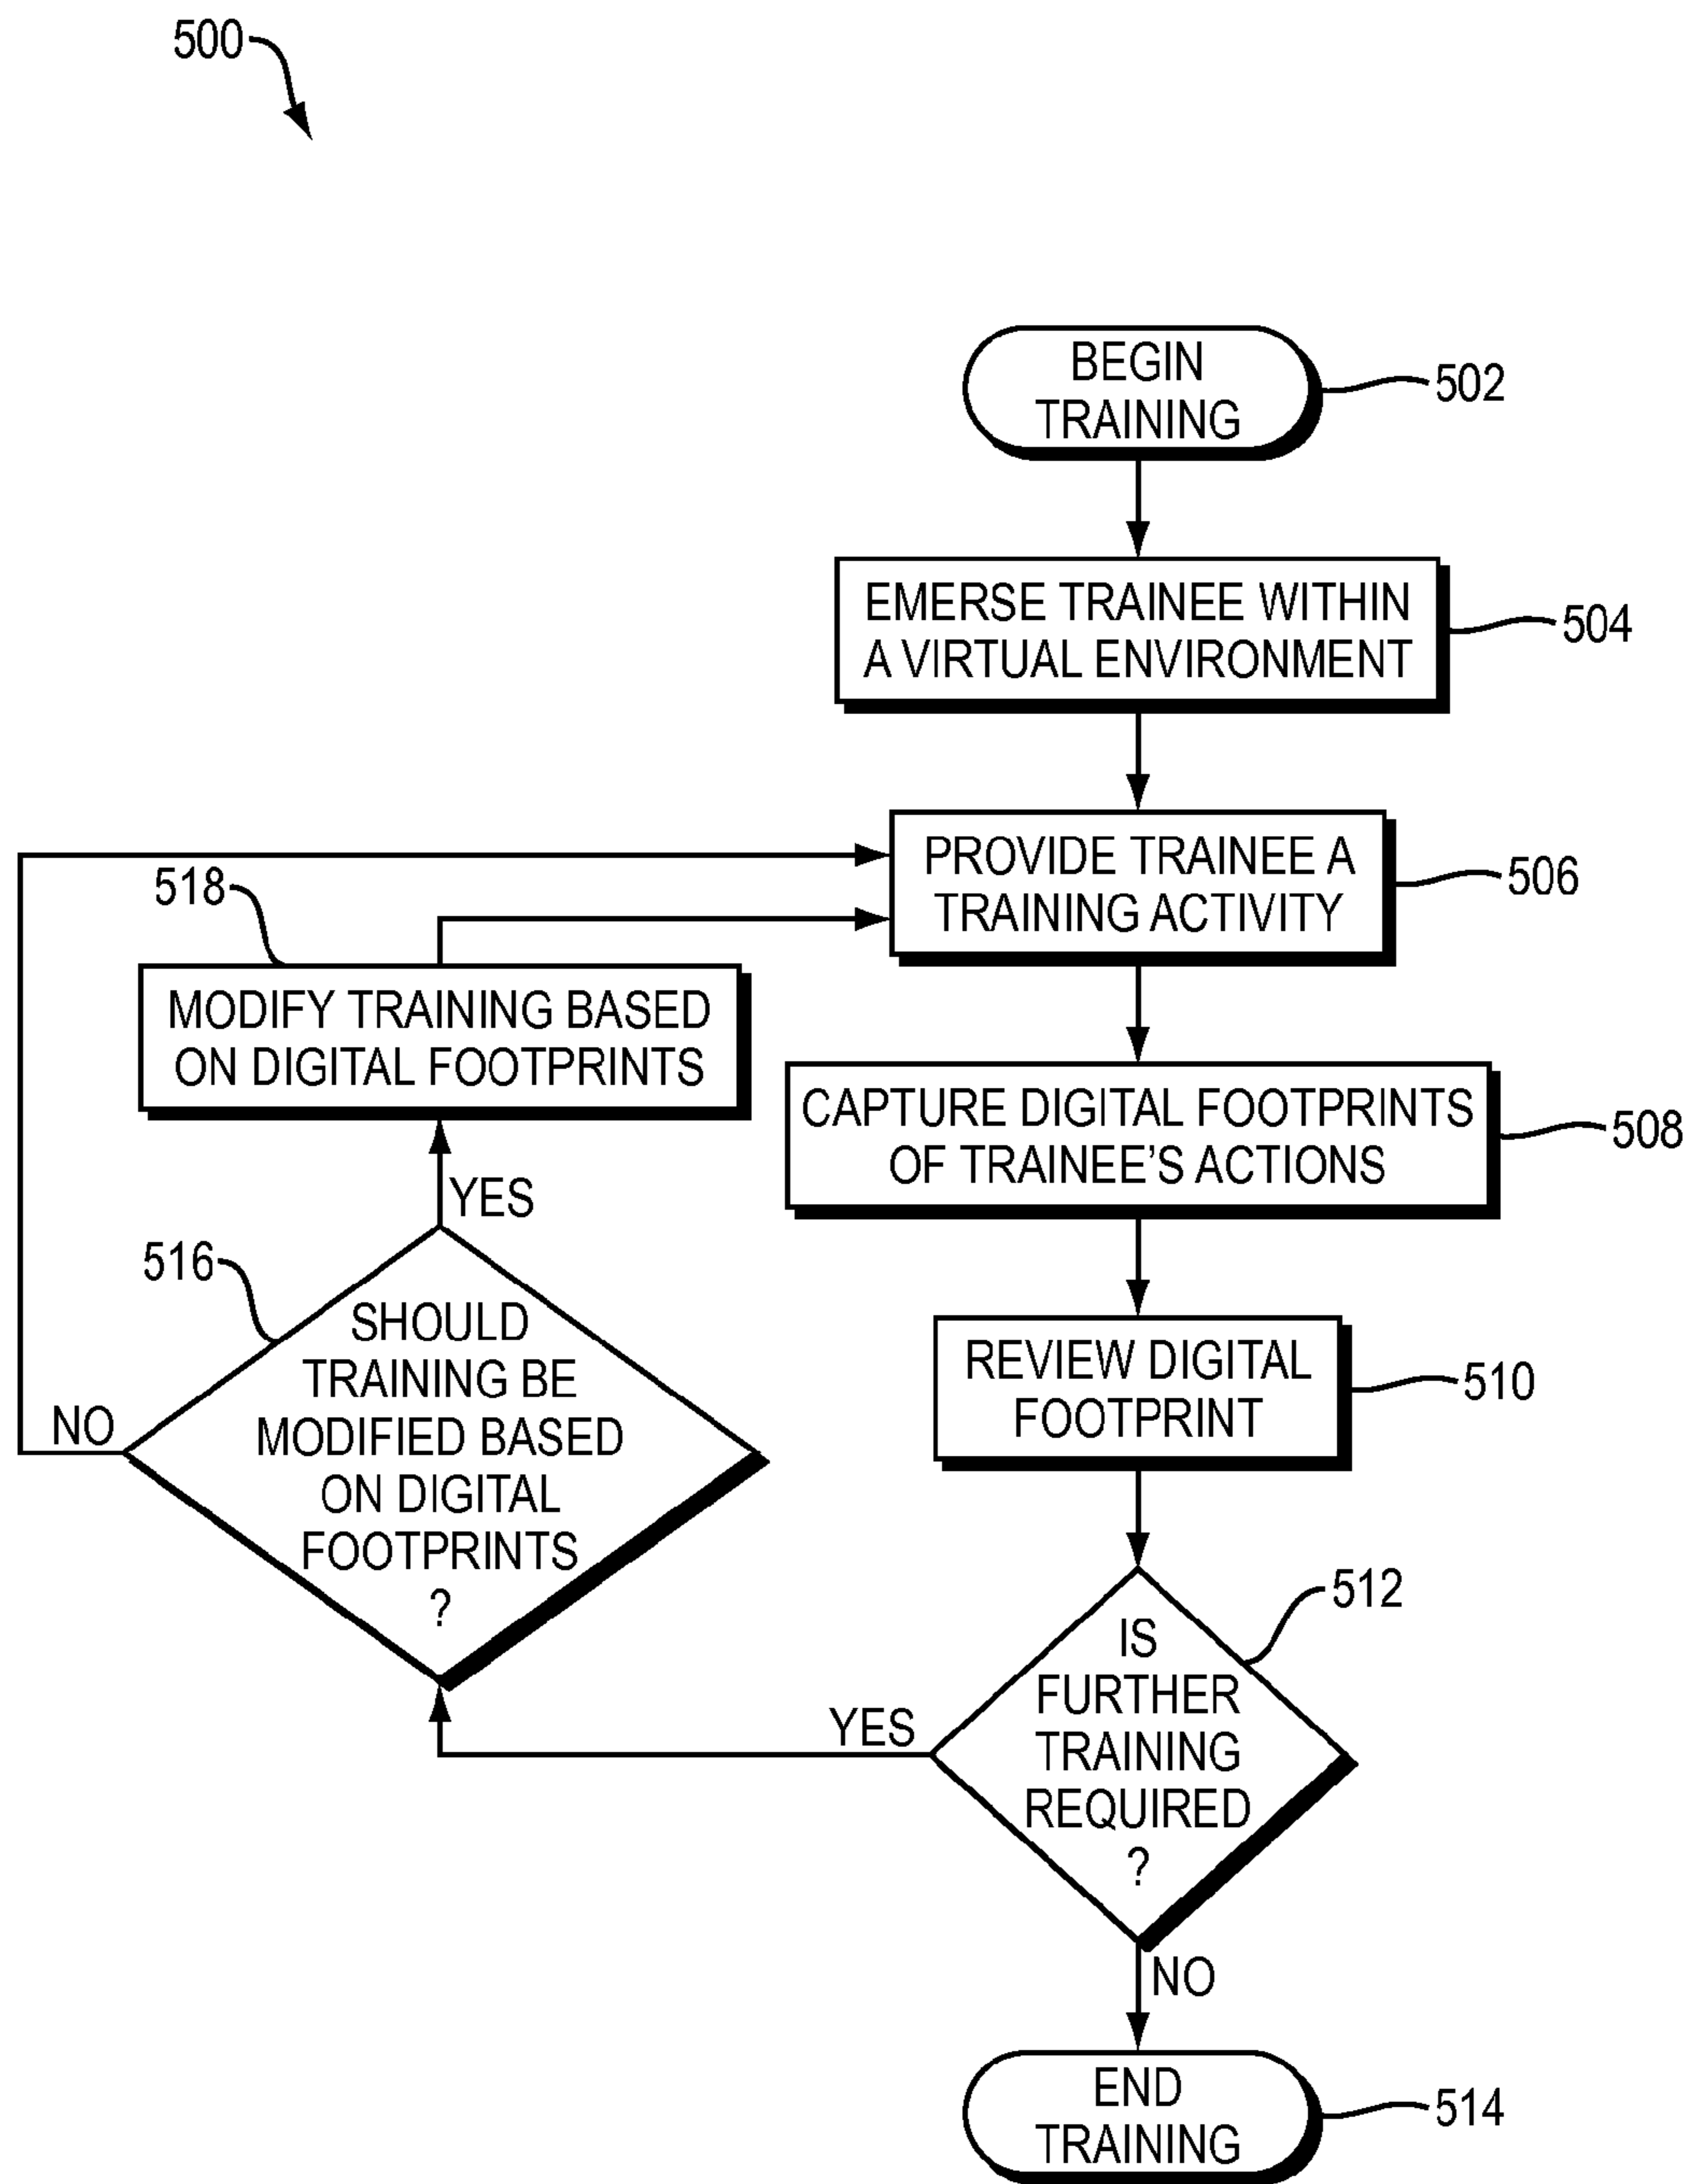 500
BEGIN
TRAINING
502
EMERSE TRAINEE WITHIN
A VIRTUAL ENVIRONMENT
504
PROVIDE TRAINEE A
TRAINING ACTIVITY
506
518
MODIFY TRAINING BASED
ON DIGITAL FOOTPRINTS
CAPTURE DIGITAL FOOTPRINTS
OF TRAINEE'S ACTIONS
508
YES
516
SHOULD
TRAINING BE
MODIFIED BASED
ON DIGITAL
FOOTPRINTS
?
NO
REVIEW DIGITAL
FOOTPRINT
510
512
IS
FURTHER
TRAINING
REQUIRED
?
YES
NO
END
TRAINING
514